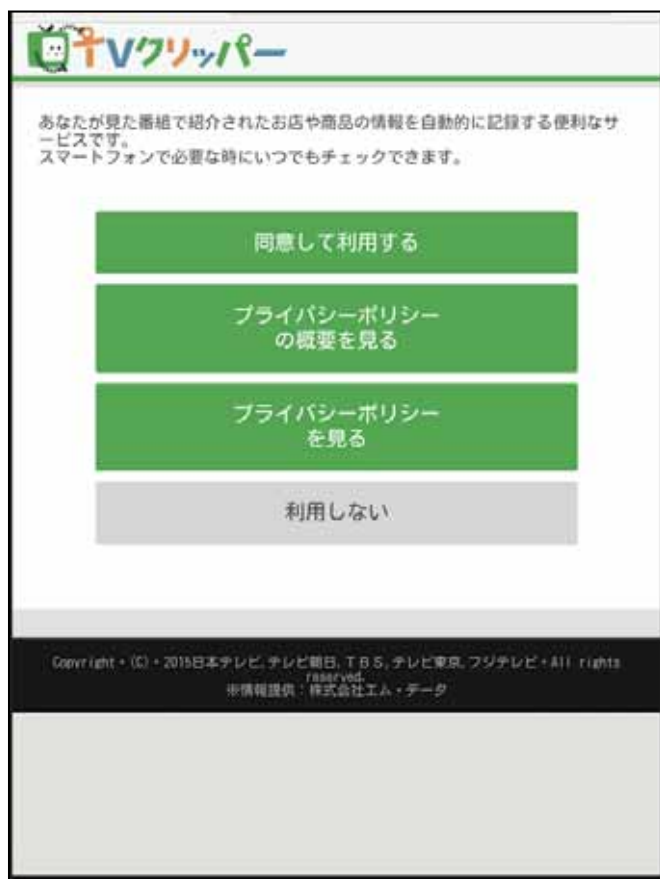 TVクリッパー
あなたが見た番組で紹介されたお店や商品の情報を自動的に記録する便利なサ
ービスです。
スマートフォンで必要な時にいつでもチェックできます。
同意して利用する
プライバシーポリシー
の概要を見る
プライバシーポリシー
を見る
利用しない
Copyright・(C)・2015日本テレビ,テレビ朝日,TBS,テレビ東京,フジテレビ・All rights
reserved.
※情報提供：株式会社エム・データ